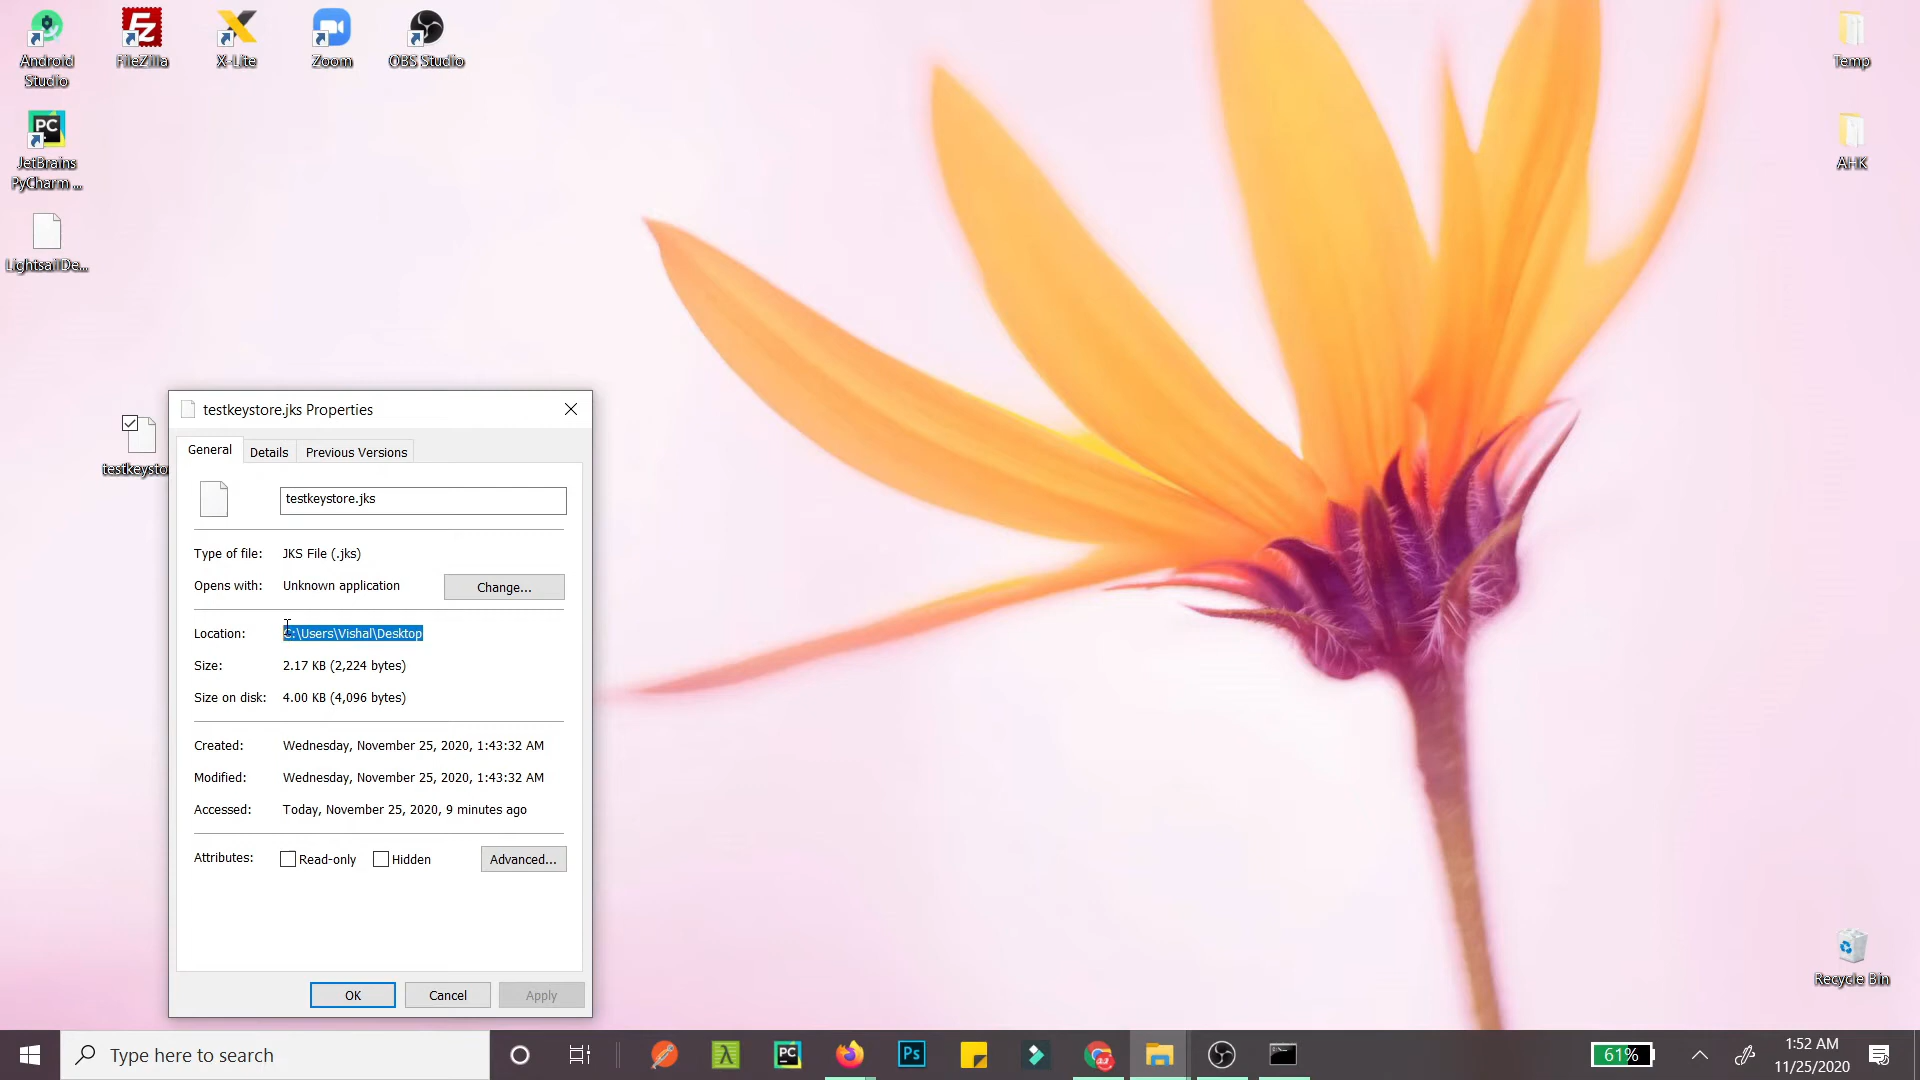 Android
Studio
FileZilla
X-Lite
Zoom
OBS Studio
Temp
PC
JetBrains
PyCharm ...
AHK
LightsailDe...
testkeysto
testkeystore.jks Properties
General
Details
Previous Versions
testkeystore.jks
Type of file:
JKS File (.jks)
Opens with:
Unknown application
Change...
Location:
C:\Users\Vishal\Desktop
Size:
2.17 KB (2,224 bytes)
Size on disk:
4.00 KB (4,096 bytes)
Created:
Wednesday, November 25, 2020, 1:43:32 AM
Modified:
Wednesday, November 25, 2020, 1:43:32 AM
Accessed:
Today, November 25, 2020, 9 minutes ago
Attributes:
Read-only
Hidden
Advanced...
OK
Cancel
Apply
Recycle Bin
Type here to search
PC
Ps
61%
1:52 AM
11/25/2020